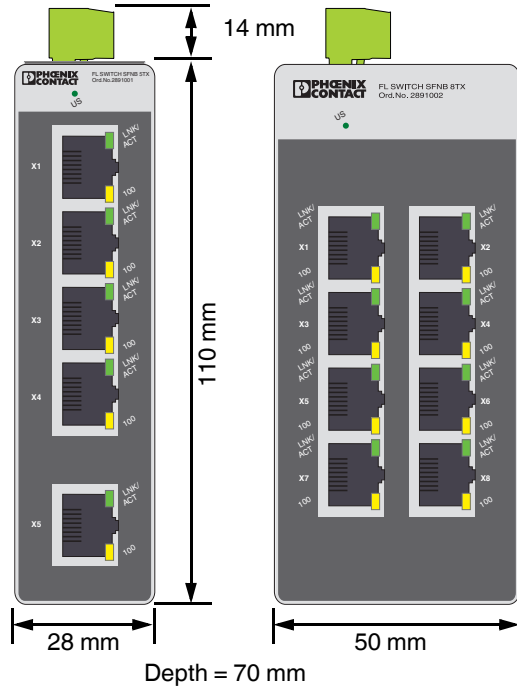 14 mm
PHŒNIX
CONTACT
FL SWITCH SFNB 5TX
Ord.No. 2891001
US
X1
LNK/
ACT
100
X2
LNK/
ACT
100
X3
LNK/
ACT
100
X4
LNK/
ACT
100
X5
LNK/
ACT
100
110 mm
PHŒNIX
CONTACT
FL SWITCH SFNB 8TX
Ord.No. 2891002
US
LNK/
ACT
X1
100
LNK/
ACT
X2
100
LNK/
ACT
X3
100
LNK/
ACT
X4
100
LNK/
ACT
X5
100
LNK/
ACT
X6
100
LNK/
ACT
X7
100
LNK/
ACT
X8
100
28 mm
50 mm
Depth = 70 mm